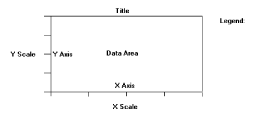 Title
Legend:
Y Scale
Y Axis
Data Area
X Axis
X Scale